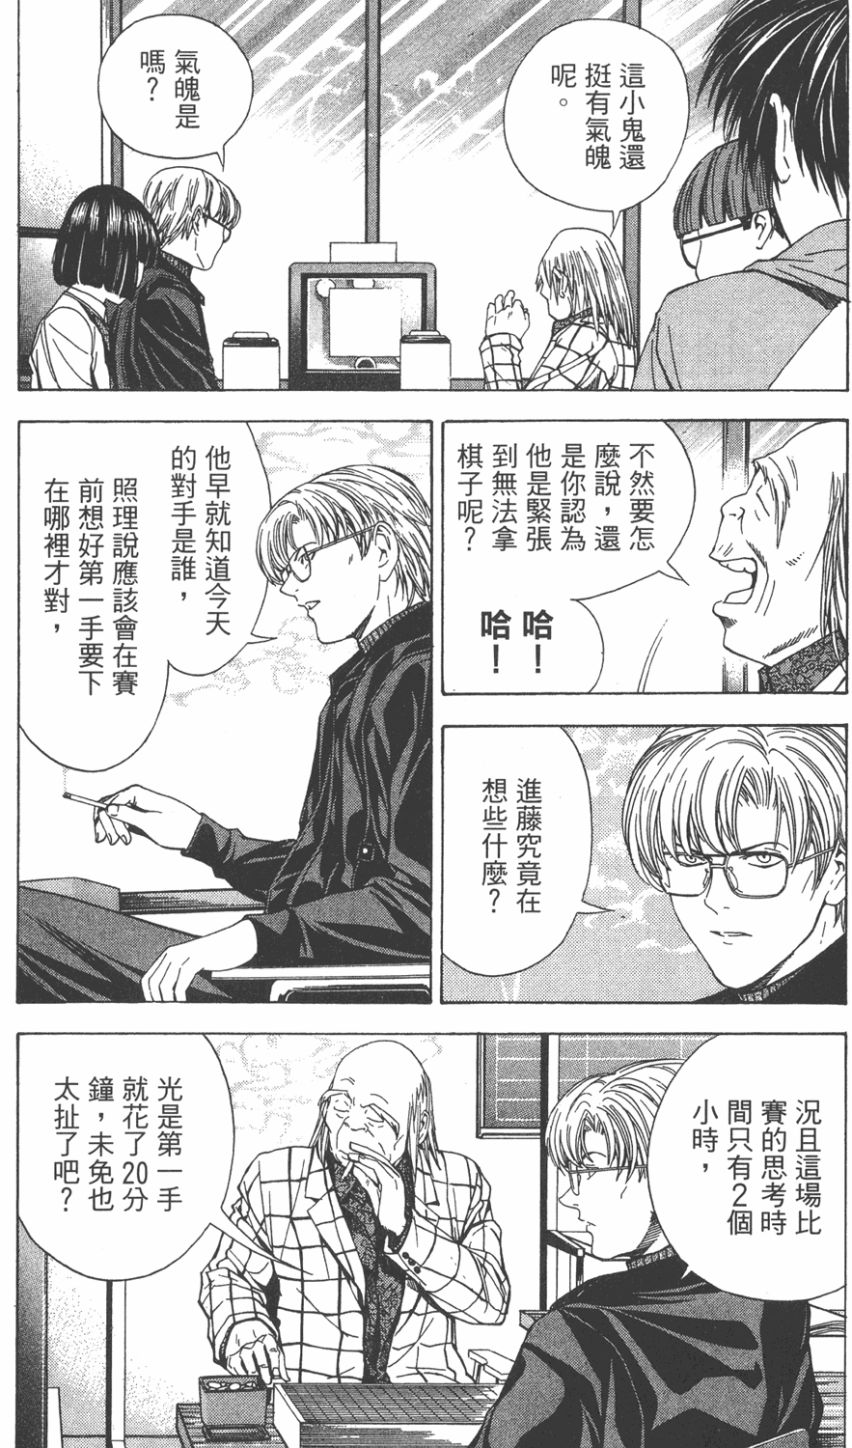 這小鬼還
挺有氣魄
呢。
氣魄是
嗎？
不然要怎
麼說，還
是你認為
他是緊張
到無法拿
棋子呢？
哈！
哈！
他早就知道今天
的對手是誰，
照理說應該會在賽
前想好第一手要下
在哪裡才對，
進藤究竟在
想些什麼？
況且這場比
賽的思考時
間只有2個
小時，
光是第一手
就花了20分
鐘，未免也
太扯了吧？